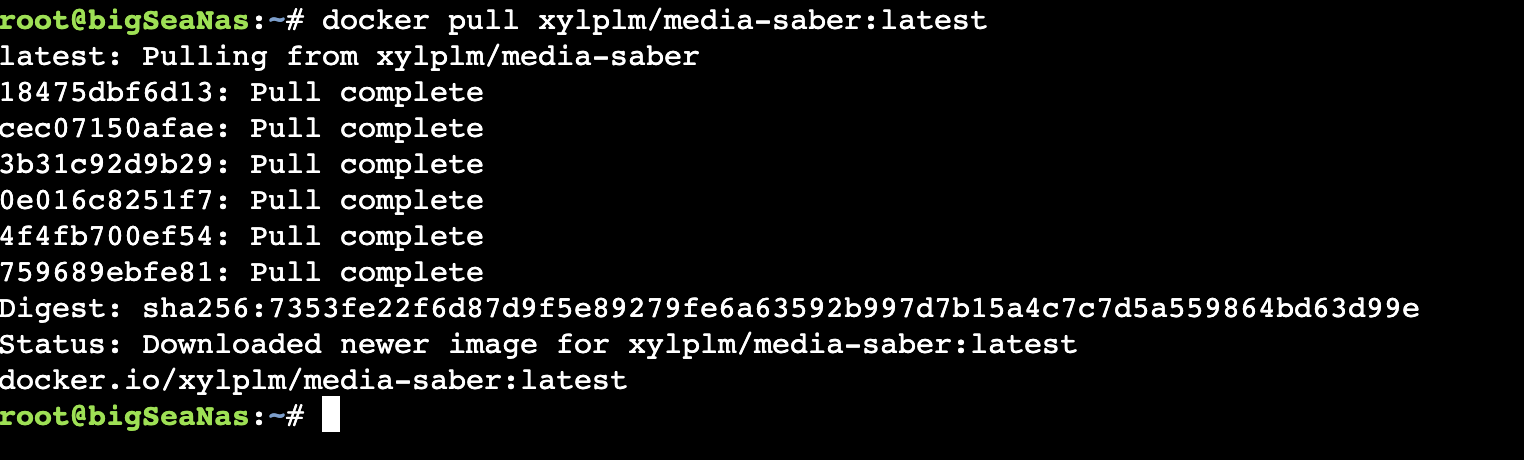 root@bigSeaNas:~# docker pull xylplm/media-saber:latest
latest: Pulling from xylplm/media-saber
18475dbf6d13: Pull complete
cec07150afae: Pull complete
3b31c92d9b29: Pull complete
0e016c8251f7: Pull complete
4f4fb700ef54: Pull complete
759689ebfe81: Pull complete
Digest: sha256:7353fe22f6d87d9f5e89279fe6a63592b997d7b15a4c7c7d5a559864bd63d99e
Status: Downloaded newer image for xylplm/media-saber:latest
docker.io/xylplm/media-saber:latest
root@bigSeaNas:~#